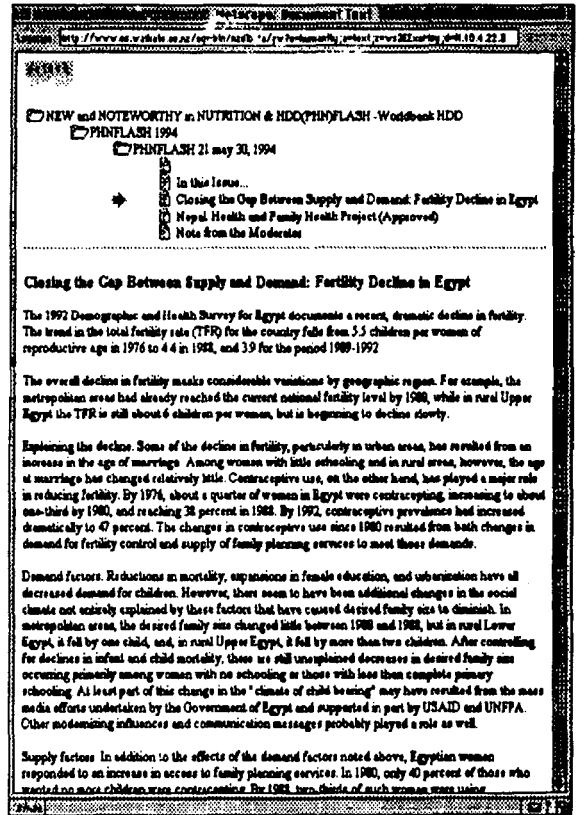 Netscape: Document Text
NEW and NOTEWORTHY in NUTRITION & HDD(PHN)FLASH - Worldbank HDD
PHNFLASH 1994
PHNFLASH 21 may 30, 1994
In this Issue...
Closing the Gap Between Supply and Demand: Fertility Decline in Egypt
Nepal Health and Family Health Project (Approved)
Note from the Moderator
Closing the Gap Between Supply and Demand: Fertility Decline in Egypt
The 1992 Demographic and Health Survey for Egypt documents a recent, dramatic decline in fertility.
The trend in the total fertility rate (TFR) for the country falls from 5.5 children per woman of
reproductive age in 1976 to 4.4 in 1988, and 3.9 for the period 1989-1992
The overall decline in fertility masks considerable variations by geographic region. For example, the
metropolitan areas had already reached the current national fertility level by 1980, while in rural Upper
Egypt the TFR is still about 6 children per woman, but is beginning to decline slowly.
Explaining the decline. Some of the decline in fertility, particularly in urban areas, has resulted from an
increase in the age of marriage. Among women with little schooling and in rural areas, however, the age
at marriage has changed relatively little. Contraceptive use, on the other hand, has played a major role
in reducing fertility. By 1976, about a quarter of women in Egypt were contracepting, increasing to about
one-third by 1980, and reaching 38 percent in 1988. By 1992, contraceptive prevalence had increased
dramatically to 47 percent. The changes in contraceptive use since 1980 resulted from both changes in
demand for fertility control and supply of family planning services to meet those demands.
Demand factors. Reductions in mortality, expansions in female education, and urbanization have all
decreased demand for children. However, there seem to have been additional changes in the social
climate not entirely explained by these factors that have caused desired family size to diminish. In
metropolitan areas, the desired family size changed little between 1980 and 1988, but in rural Lower
Egypt, it fell by one child, and, in rural Upper Egypt, it fell by more than two children. After controlling
for declines in infant and child mortality, there are still unexplained decreases in desired family size
occurring primarily among women with no schooling or those with less than complete primary
schooling. At least part of this change in the "climate of child bearing" may have resulted from the mass
media efforts undertaken by the Government of Egypt and supported in part by USAID and UNFPA.
Other modernizing influences and communication messages probably played a role as well.
Supply factors. In addition to the effects of the demand factors noted above, Egyptian women
responded to an increase in access to family planning services. In 1980, only 40 percent of those who
wanted no more children were contracepting. By 1988, two-thirds of such women were using